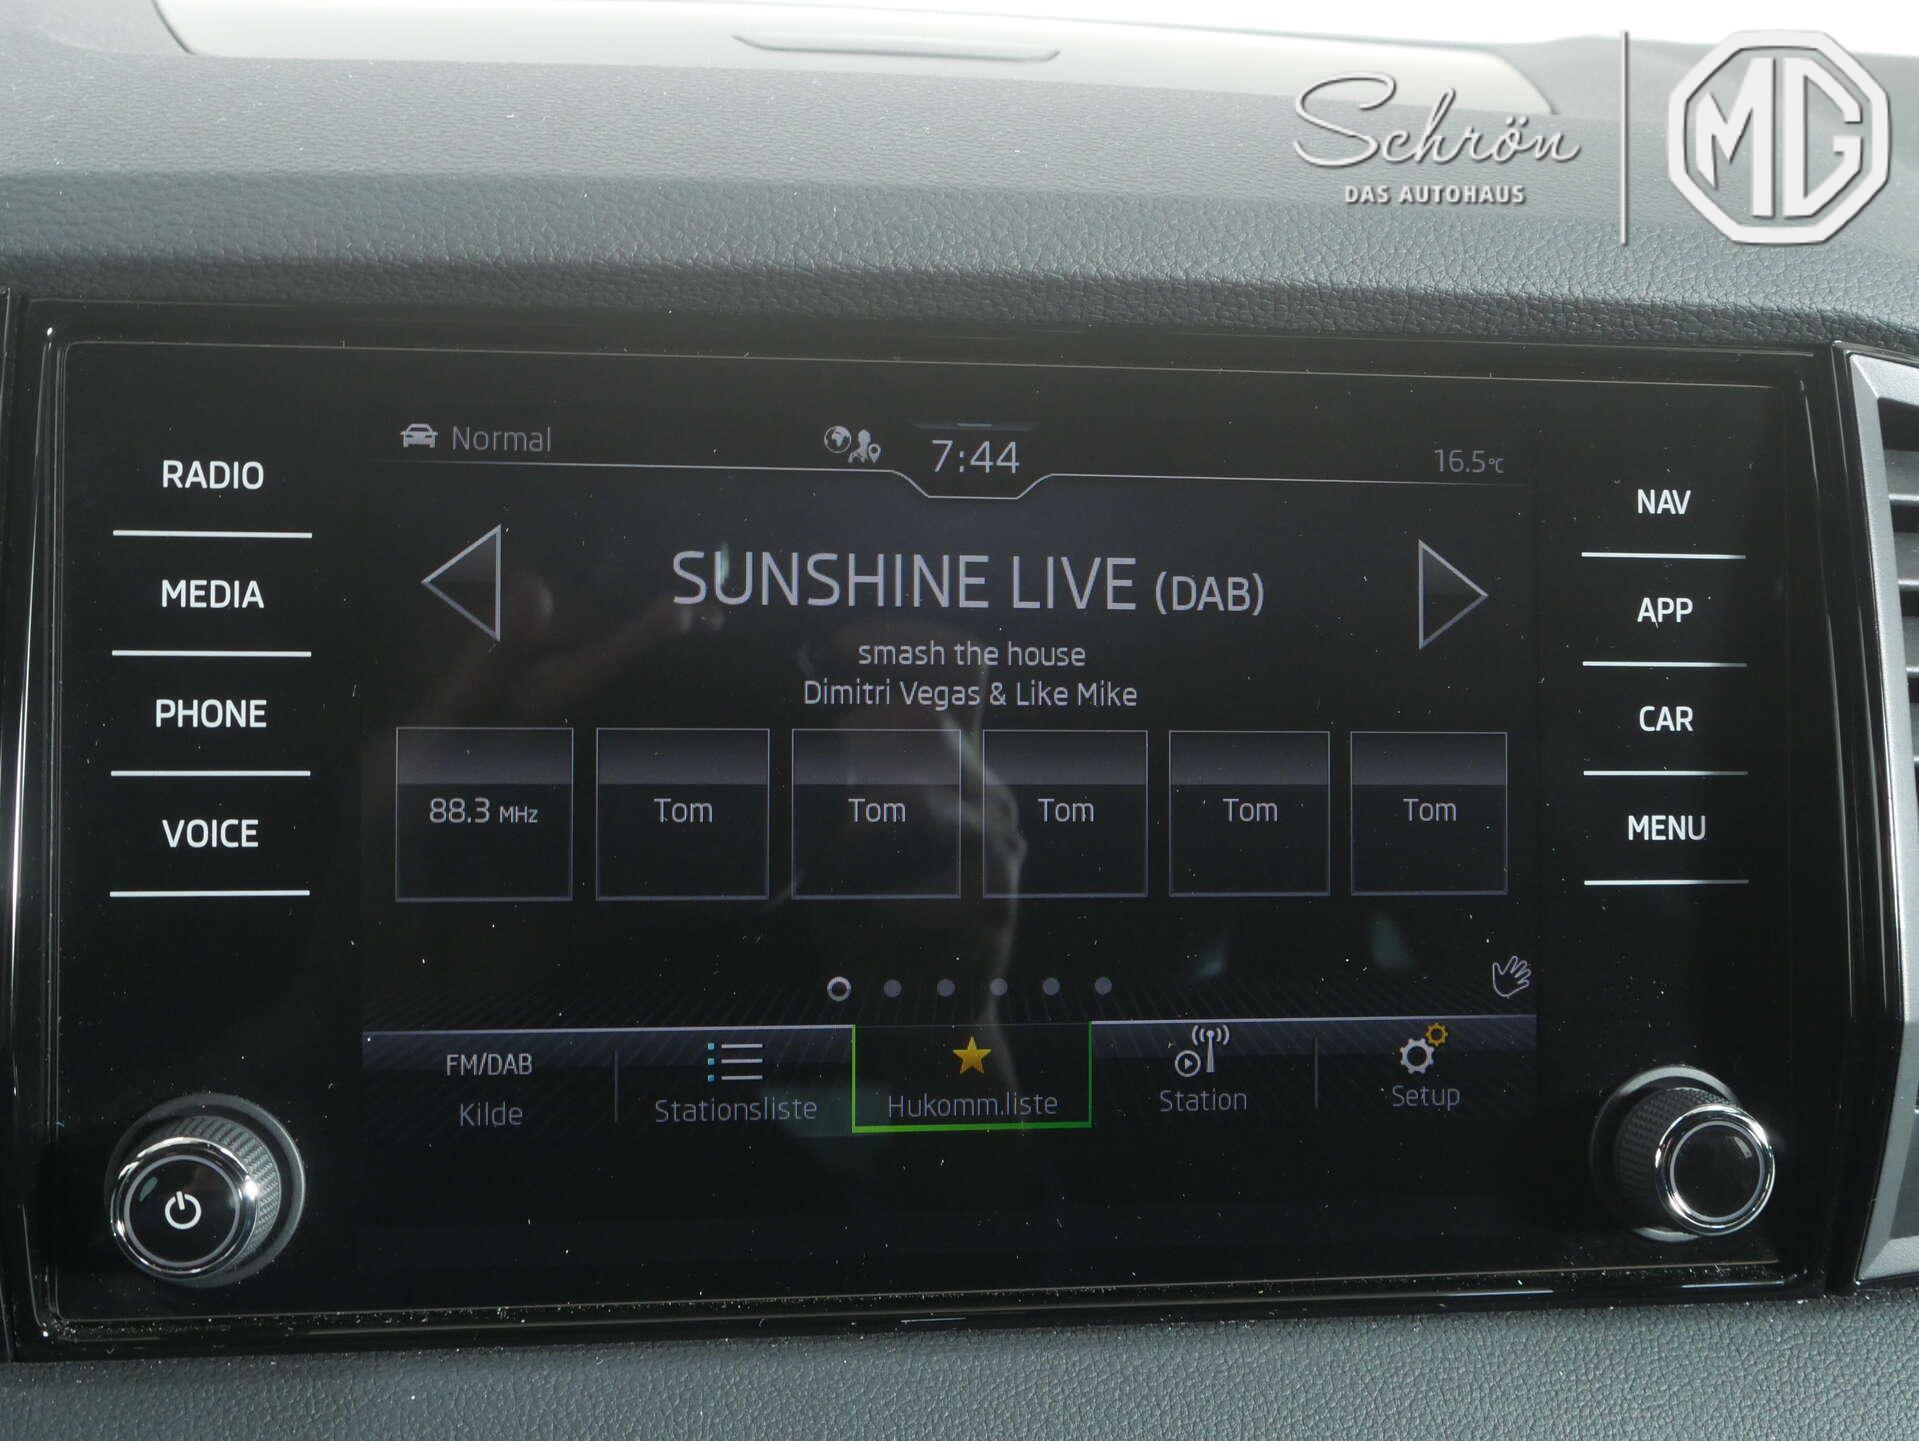 Schrön
DAS AUTOHAUS
MG
Normal
7:44
16.5°C
RADIO
MEDIA
PHONE
VOICE
SUNSHINE LIVE (DAB)
smash the house
Dimitri Vegas & Like Mike
88.3 MHz
Tom
Tom
Tom
Tom
Tom
FM/DAB
Kilde
Stationsliste
Hukomm.liste
Station
Setup
NAV
APP
CAR
MENU